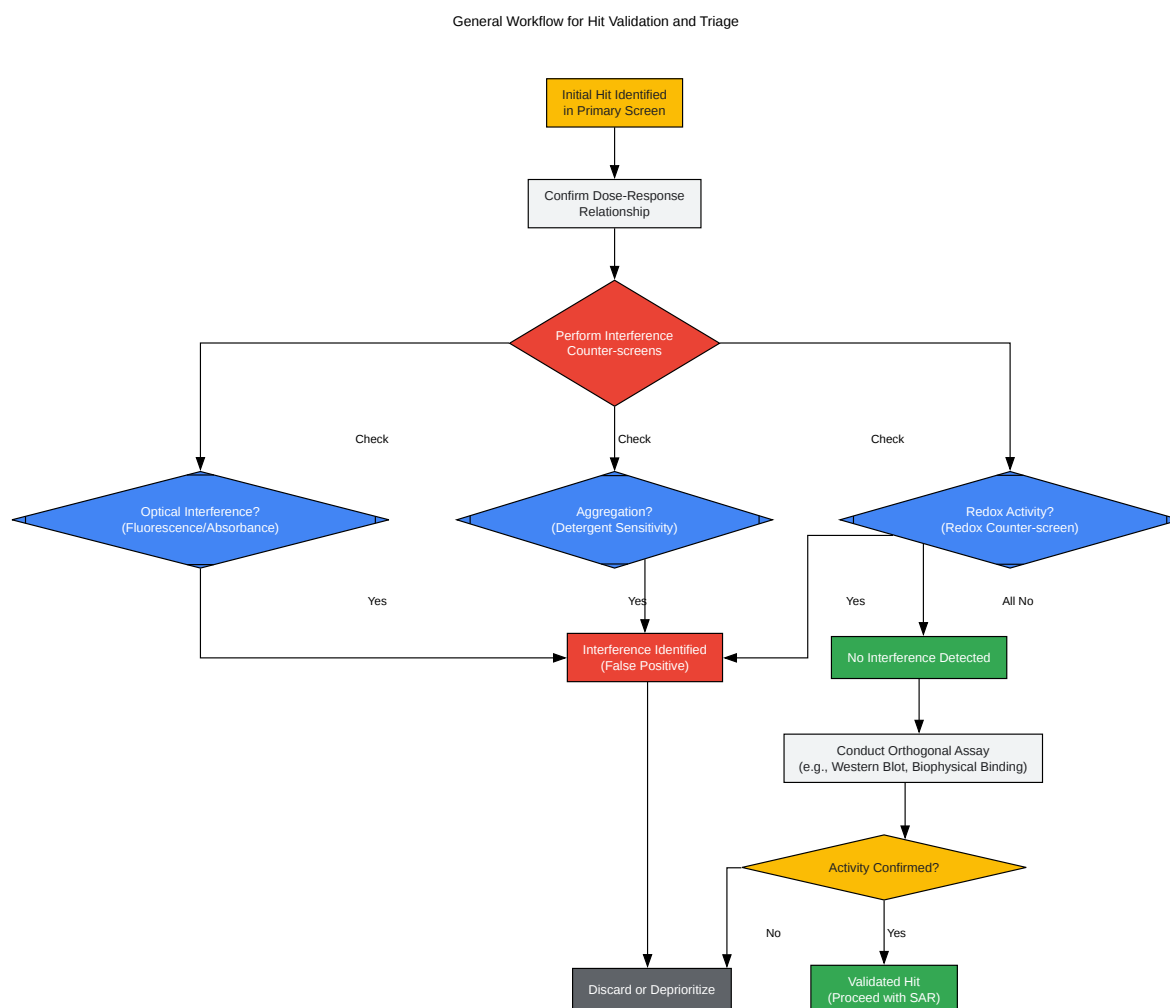 General Workflow for Hit Validation and Triage
Initial Hit Identified
in Primary Screen
Confirm Dose-Response
Relationship
Perform Interference
Counter-screens
Check
Check
Check
Optical Interference?
(Fluorescence/Absorbance)
Aggregation?
(Detergent Sensitivity)
Redox Activity?
(Redox Counter-screen)
Yes
Yes
Yes
All No
Interference Identified
(False Positive)
No Interference Detected
Conduct Orthogonal Assay
(e.g., Western Blot, Biophysical Binding)
Activity Confirmed?
No
Yes
Discard or Deprioritize
Validated Hit
(Proceed with SAR)